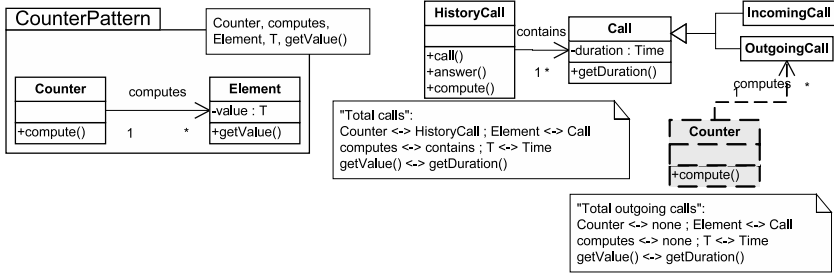 CounterPattern
Counter, computes,
Element, T, getValue()
Counter
+compute()
computes
1
*
Element
-value : T
+getValue()
HistoryCall
+call()
+answer()
+compute()
contains
1 *
Call
-duration : Time
+getDuration()
IncomingCall
OutgoingCall
computes
1
*
Counter
+compute()
"Total calls":
Counter <-> HistoryCall ; Element <-> Call
computes <-> contains ; T <-> Time
getValue() <-> getDuration()
"Total outgoing calls":
Counter <-> none ; Element <-> Call
computes <-> none ; T <-> Time
getValue() <-> getDuration()